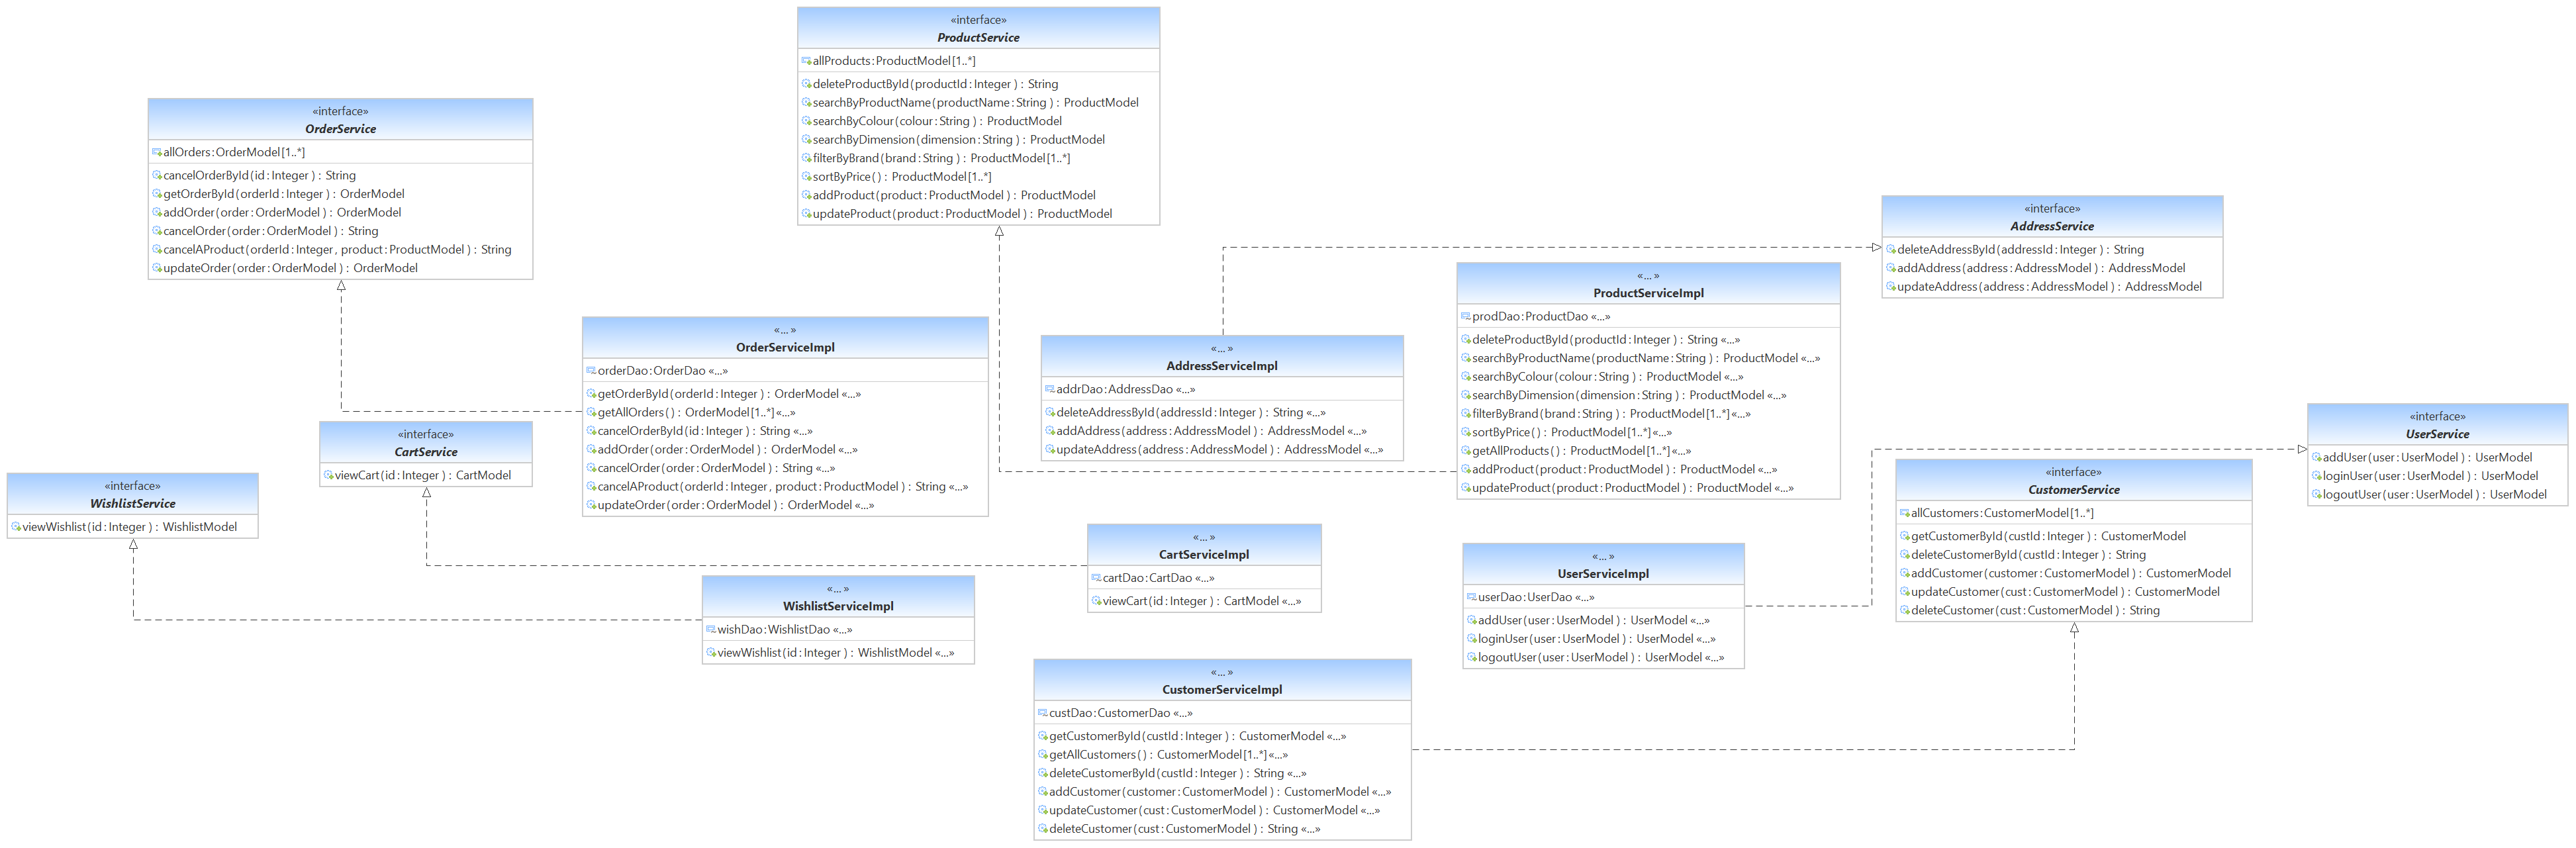 «interface»
ProductService
allProducts:ProductModel[1..*]
deleteProductById(productId:Integer): String
searchByProductName(productName:String): ProductModel
searchByColour(colour:String): ProductModel
searchByDimension(dimension:String): ProductModel
filterByBrand(brand:String): ProductModel[1..*]
sortByPrice(): ProductModel[1..*]
addProduct(product:ProductModel): ProductModel
updateProduct(product:ProductModel): ProductModel
«interface»
OrderService
allOrders:OrderModel[1..*]
cancelOrderById(id:Integer): String
getOrderById(orderId:Integer): OrderModel
addOrder(order:OrderModel): OrderModel
cancelOrder(order:OrderModel): String
cancelAProduct(orderId:Integer, product:ProductModel): String
updateOrder(order:OrderModel): OrderModel
«interface»
AddressService
deleteAddressById(addressId:Integer): String
addAddress(address:AddressModel): AddressModel
updateAddress(address:AddressModel): AddressModel
«...»
ProductServiceImpl
prodDao:ProductDao «...»
deleteProductById(productId:Integer): String «...»
searchByProductName(productName:String): ProductModel «...»
searchByColour(colour:String): ProductModel «...»
searchByDimension(dimension:String): ProductModel «...»
filterByBrand(brand:String): ProductModel[1..*] «...»
sortByPrice(): ProductModel[1..*] «...»
getAllProducts(): ProductModel[1..*] «...»
addProduct(product:ProductModel): ProductModel «...»
updateProduct(product:ProductModel): ProductModel «...»
«...»
OrderServiceImpl
orderDao:OrderDao «...»
getOrderById(orderId:Integer): OrderModel «...»
getAllOrders(): OrderModel[1..*] «...»
cancelOrderById(id:Integer): String «...»
addOrder(order:OrderModel): OrderModel «...»
cancelOrder(order:OrderModel): String «...»
cancelAProduct(orderId:Integer, product:ProductModel): String «...»
updateOrder(order:OrderModel): OrderModel «...»
«...»
AddressServiceImpl
addrDao:AddressDao «...»
deleteAddressById(addressId:Integer): String «...»
addAddress(address:AddressModel): AddressModel «...»
updateAddress(address:AddressModel): AddressModel «...»
«interface»
UserService
addUser(user:UserModel): UserModel
loginUser(user:UserModel): UserModel
logoutUser(user:UserModel): UserModel
«interface»
CartService
viewCart(id:Integer): CartModel
«interface»
CustomerService
allCustomers:CustomerModel[1..*]
getCustomerById(custId:Integer): CustomerModel
deleteCustomerById(custId:Integer): String
addCustomer(customer:CustomerModel): CustomerModel
updateCustomer(cust:CustomerModel): CustomerModel
deleteCustomer(cust:CustomerModel): String
«interface»
WishlistService
viewWishlist(id:Integer): WishlistModel
«...»
CartServiceImpl
cartDao:CartDao «...»
viewCart(id:Integer): CartModel «...»
«...»
UserServiceImpl
userDao:UserDao «...»
addUser(user:UserModel): UserModel «...»
loginUser(user:UserModel): UserModel «...»
logoutUser(user:UserModel): UserModel «...»
«...»
WishlistServiceImpl
wishDao:WishlistDao «...»
viewWishlist(id:Integer): WishlistModel «...»
«...»
CustomerServiceImpl
custDao:CustomerDao «...»
getCustomerById(custId:Integer): CustomerModel «...»
getAllCustomers(): CustomerModel[1..*] «...»
deleteCustomerById(custId:Integer): String «...»
addCustomer(customer:CustomerModel): CustomerModel «...»
updateCustomer(cust:CustomerModel): CustomerModel «...»
deleteCustomer(cust:CustomerModel): String «...»